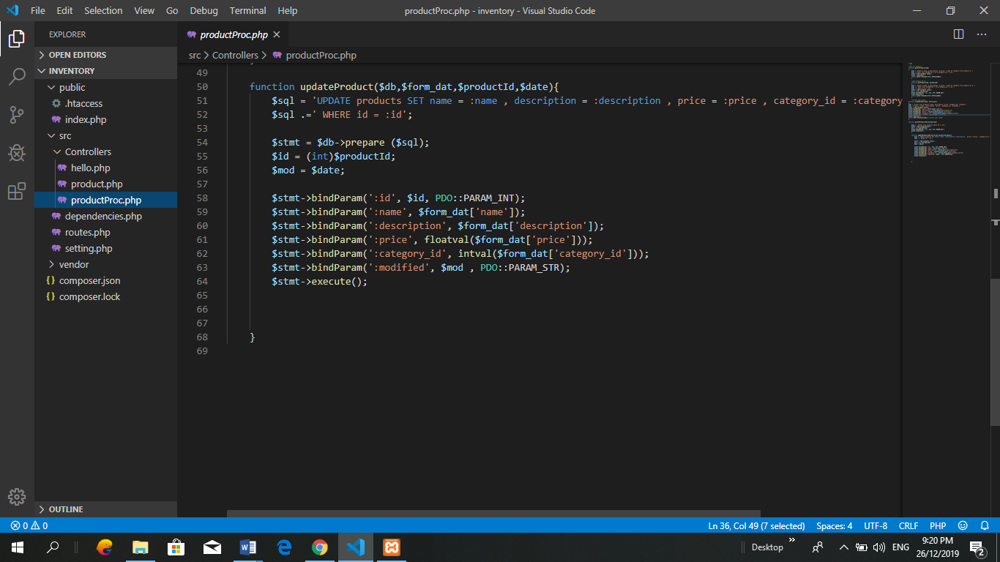 File Edit Selection View Go Debug Terminal Help
productProc.php - inventory - Visual Studio Code
EXPLORER
OPEN EDITORS
INVENTORY
public
.htaccess
index.php
src
Controllers
hello.php
product.php
productProc.php
dependencies.php
routes.php
setting.php
vendor
{} composer.json
{} composer.lock
OUTLINE
productProc.php
src > Controllers > productProc.php
49
50 function updateProduct($db,$form_dat,$productId,$date){
51 $sql = 'UPDATE products SET name = :name , description = :description , price = :price , category_id = :category
52 $sql .=' WHERE id = :id';
53
54 $stmt = $db->prepare ($sql);
55 $id = (int)$productId;
56 $mod = $date;
57
58 $stmt->bindParam(':id', $id, PDO::PARAM_INT);
59 $stmt->bindParam(':name', $form_dat['name']);
60 $stmt->bindParam(':description', $form_dat['description']);
61 $stmt->bindParam(':price', floatval($form_dat['price']));
62 $stmt->bindParam(':category_id', intval($form_dat['category_id']));
63 $stmt->bindParam(':modified', $mod , PDO::PARAM_STR);
64 $stmt->execute();
65
66
67
68 }
69
0 0
Ln 36, Col 49 (7 selected) Spaces: 4 UTF-8 CRLF PHP
Desktop ENG 9:20 PM
26/12/2019 2